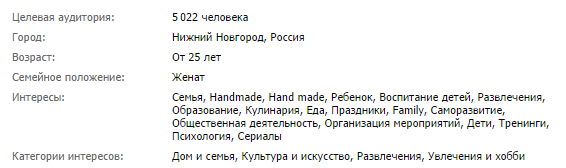 Целевая аудитория: 5 022 человека
Город: Нижний Новгород, Россия
Возраст: От 25 лет
Семейное положение: Женат
Интересы: Семья, Handmade, Hand made, Ребенок, Воспитание детей, Развлечения,
Образование, Кулинария, Еда, Праздники, Family, Саморазвитие,
Общественная деятельность, Организация мероприятий, Дети, Тренинги,
Психология, Сериалы
Категории интересов: Дом и семья, Культура и искусство, Развлечения, Увлечения и хобби